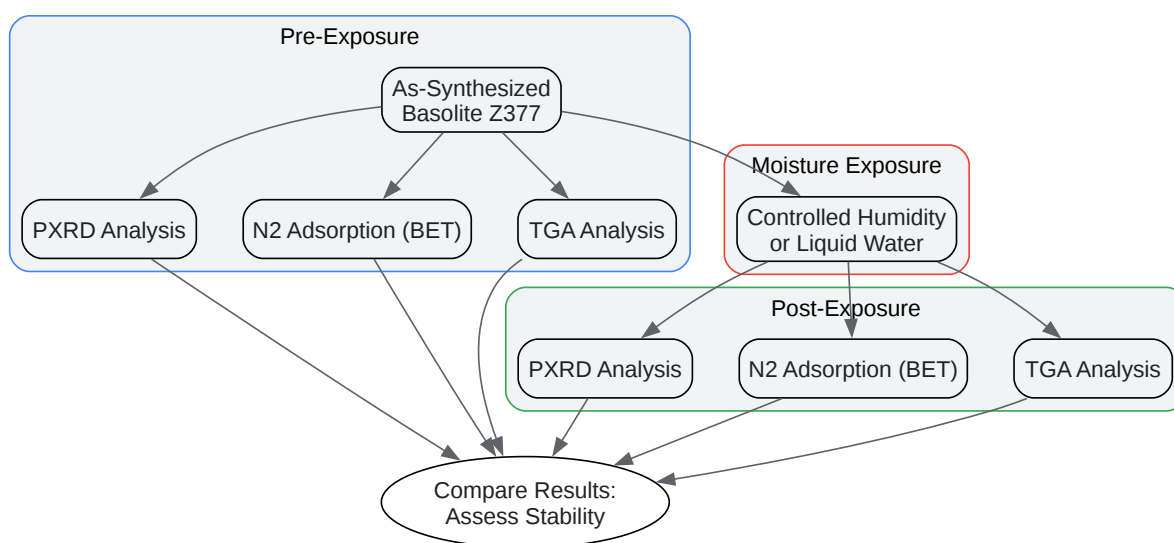 Pre-Exposure
As-Synthesized
Basolite Z377
PXRD Analysis
N2 Adsorption (BET)
TGA Analysis
Moisture Exposure
Controlled Humidity
or Liquid Water
Post-Exposure
PXRD Analysis
N2 Adsorption (BET)
TGA Analysis
Compare Results:
Assess Stability